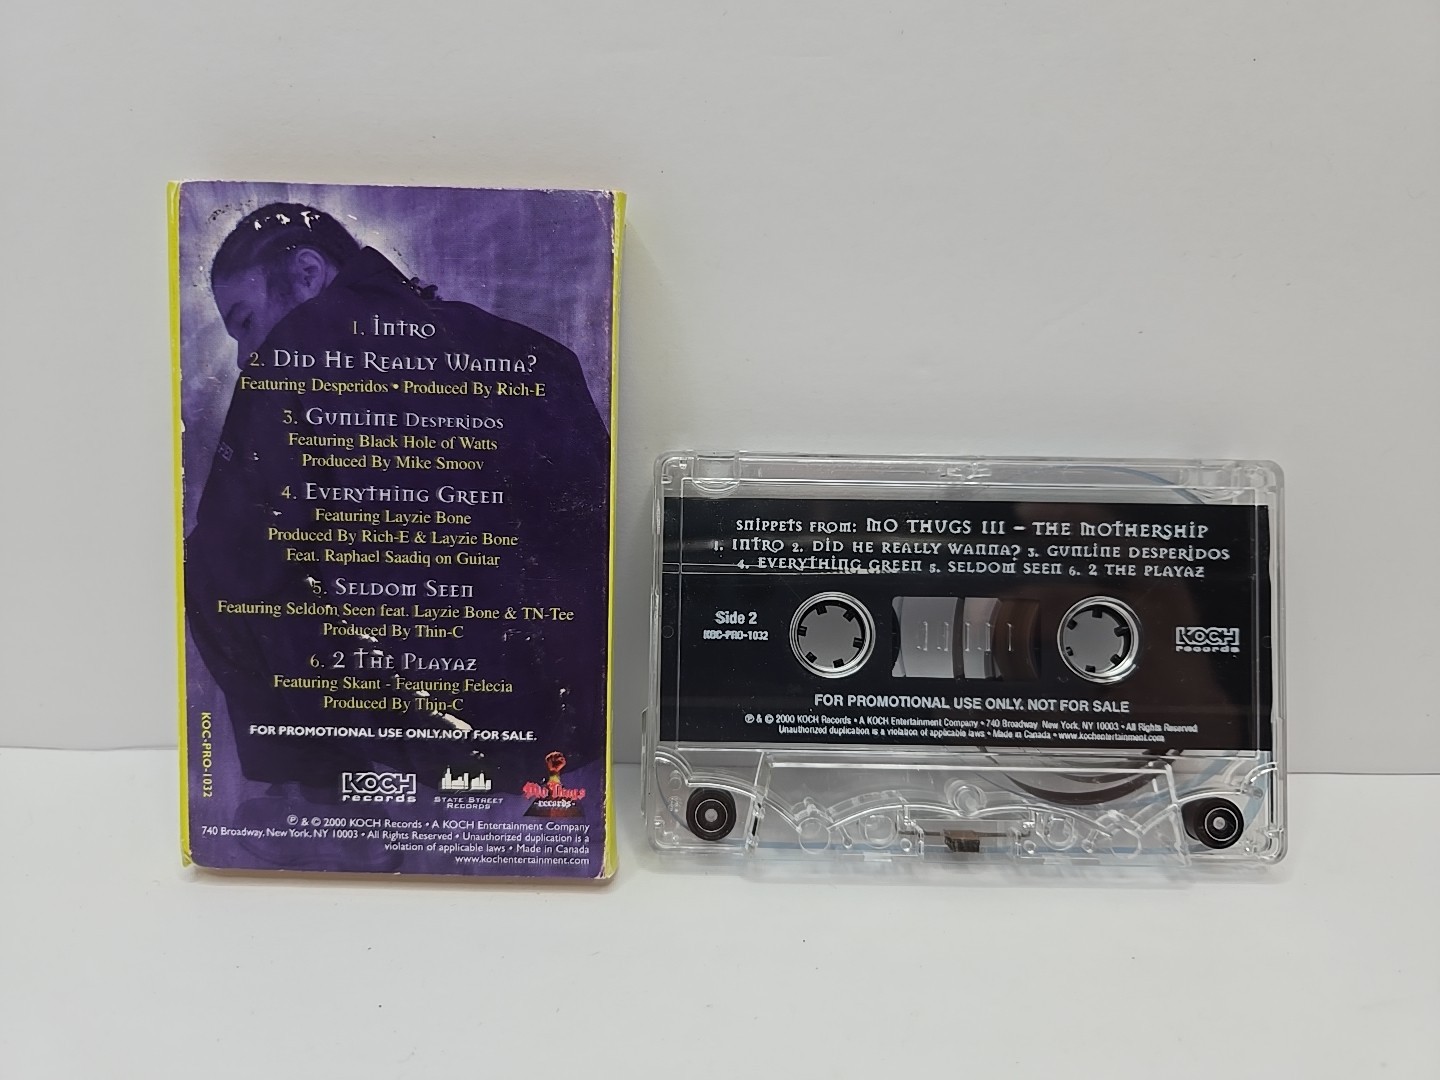 1. Intro
2. Did He Really Wanna?
Featuring Desperidos • Produced By Rich-E
3. Gunline Desperidos
Featuring Black Hole of Watts
Produced By Mike Smoov
4. Everything Green
Featuring Layzie Bone
Produced By Rich-E & Layzie Bone
Feat. Raphael Saadiq on Guitar
5. Seldom Seen
Featuring Seldom Seen feat. Layzie Bone & TN-Tee
Produced By Thin-C
6. 2 The Playaz
Featuring Skant - Featuring Felecia
Produced By Thin-C
FOR PROMOTIONAL USE ONLY.NOT FOR SALE.
KOC-PRO-1032
KOCH
records
STATE STREET
RECORDS
Mo Thugs
records
℗ & © 2000 KOCH Records • A KOCH Entertainment Company
740 Broadway, New York, NY 10003 • All Rights Reserved • Unauthorized duplication is a
violation of applicable laws • Made in Canada
www.kochentertainment.com
SNIPPETS FROM: MO THUGS III – THE MOTHERSHIP
1. INTRO 2. DID HE REALLY WANNA? 3. GUNLINE DESPERIDOS
4. EVERYTHING GREEN 5. SELDOM SEEN 6. 2 THE PLAYAZ
Side 2
KOC-PRO-1032
KOCH
records
FOR PROMOTIONAL USE ONLY. NOT FOR SALE
℗ & © 2000 KOCH Records • A KOCH Entertainment Company • 740 Broadway New York, NY 10003 • All Rights Reserved
Unauthorized duplication is a violation of applicable laws • Made in Canada • www.kochentertainment.com